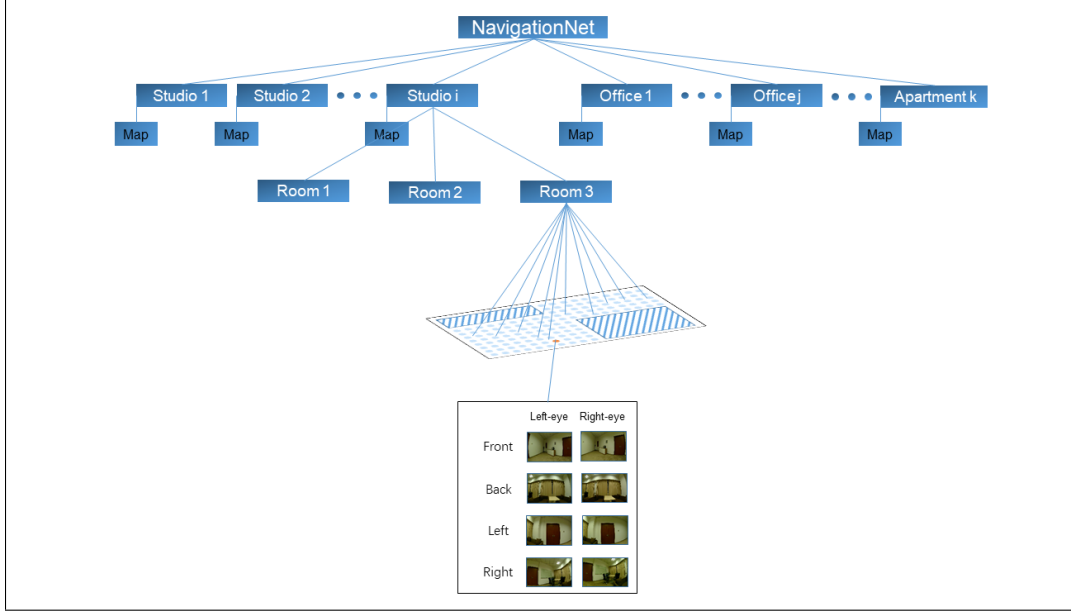 NavigationNet
Studio 1 Studio 2 Studio i Office 1 Office j Apartment k
Map Map Map Map Map Map
Room 1 Room 2 Room 3
Left-eye Right-eye
Front
Back
Left
Right